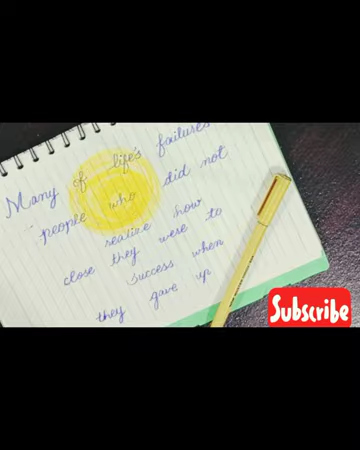 Many of life's failures
people who did not
realize how
close they were to
Success when
they gave up
Subscribe